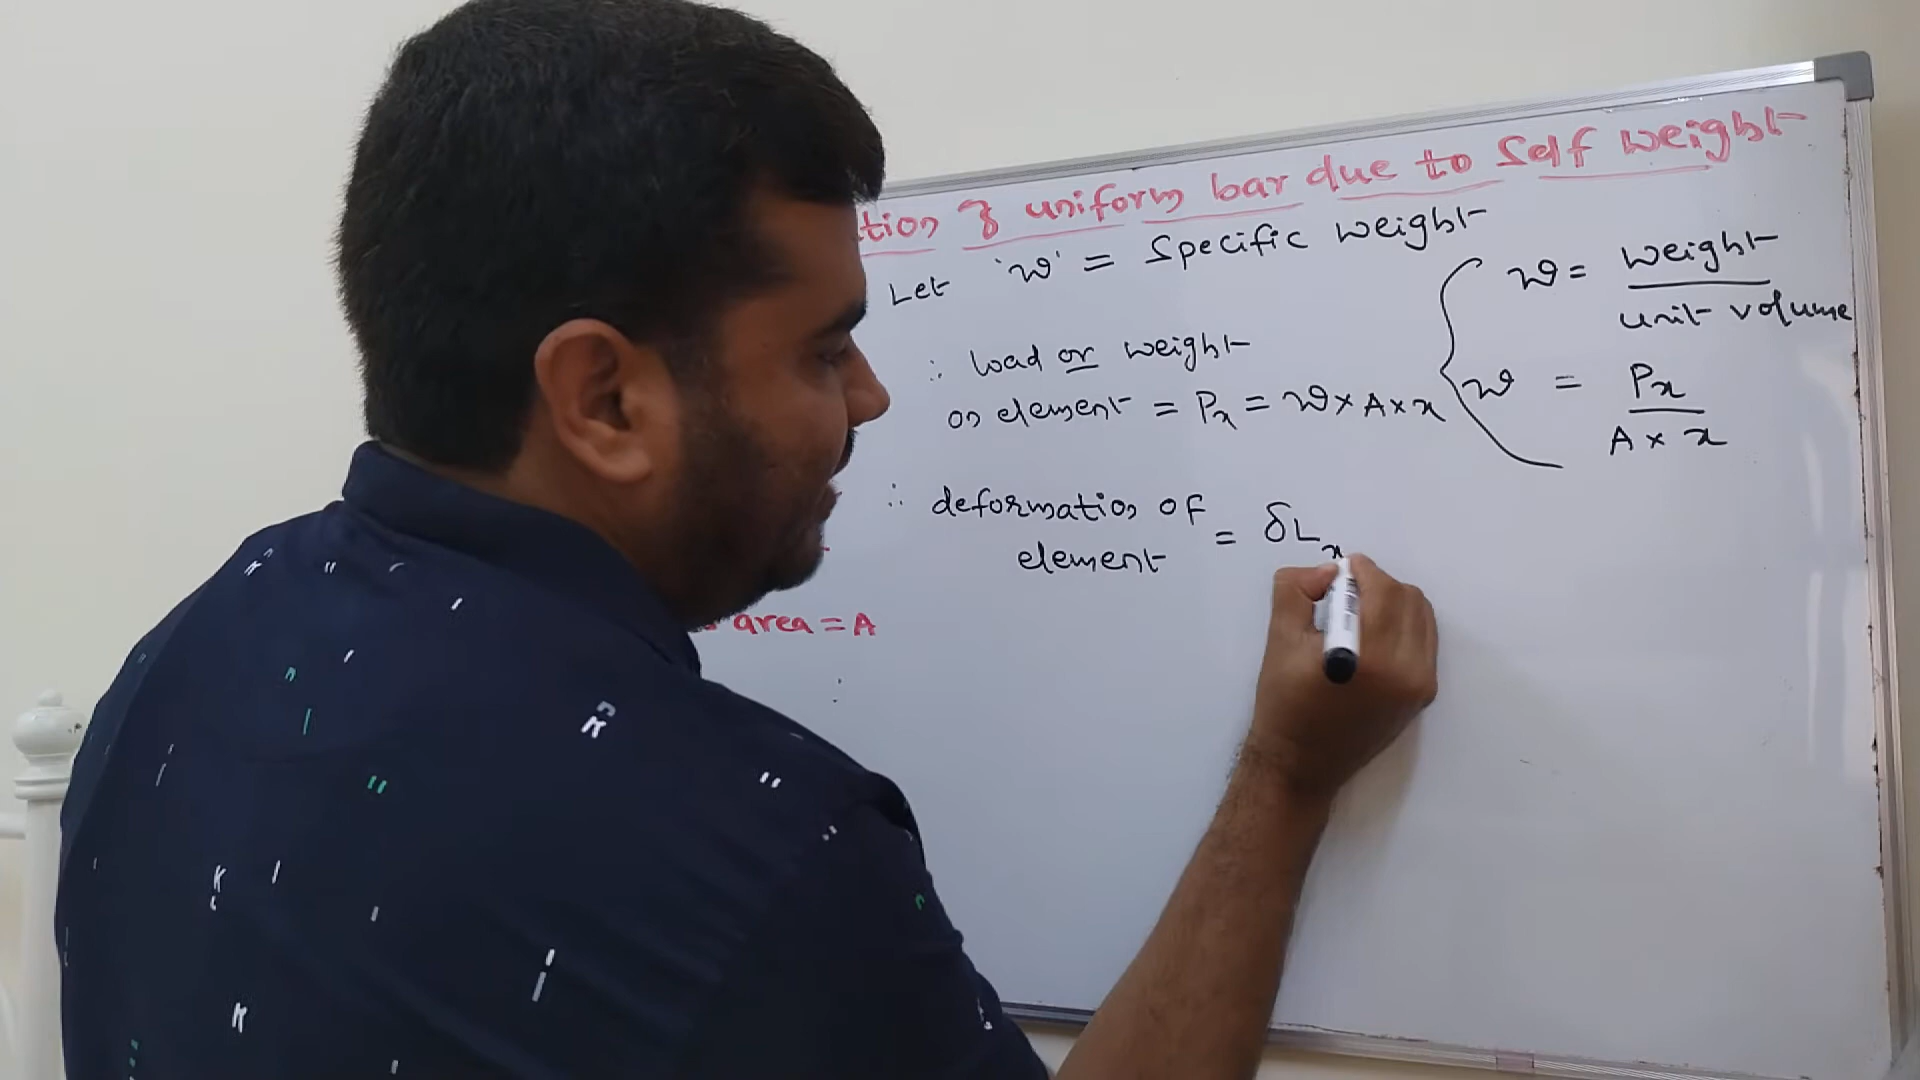 of uniform bar due to Self weight
Let 'w' = Specific weight
w = weight / unit volume
∴ load or weight
on element = Pₓ = w × A × x
w = Pₓ / A × x
∴ deformation of
element = δLₓ
area = A